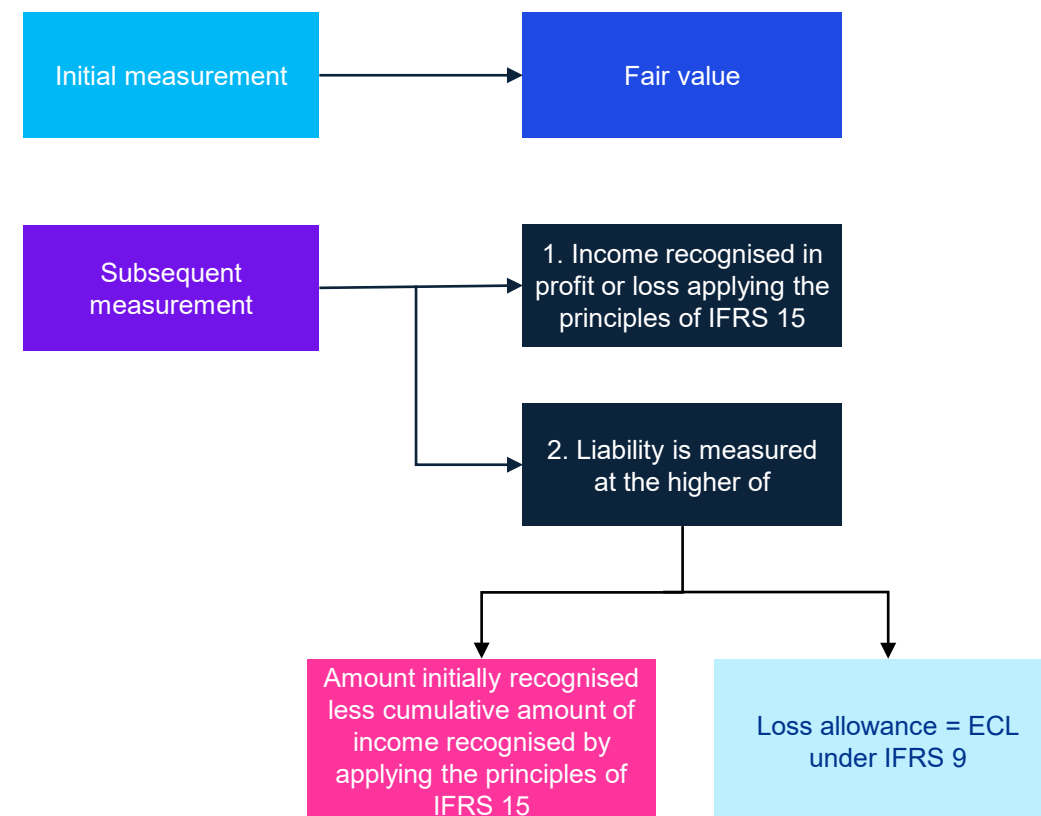 Initial measurement
Fair value
Subsequent
measurement
1. Income recognised in
profit or loss applying the
principles of IFRS 15
2. Liability is measured
at the higher of
Amount initially recognised
less cumulative amount of
income recognised by
applying the principles of
IFRS 15
Loss allowance = ECL
under IFRS 9